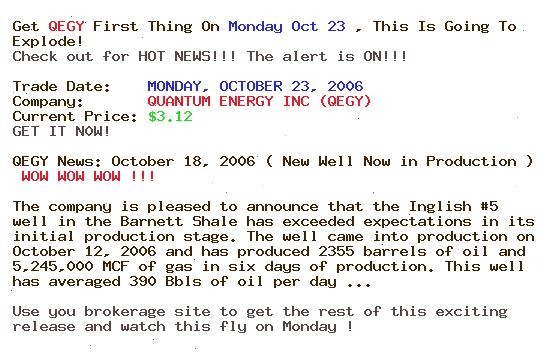 Get QEGY First Thing On Monday Oct 23 , This Is Going To
Explode!
Check out for HOT NEWS!!! The alert is ON!!!
Trade Date: MONDAY, OCTOBER 23, 2006
Company: QUANTUM ENERGY INC (QEGY)
Current Price: $3.12
GET IT NOW!
QEGY News: October 18, 2006 ( New Well Now in Production )
WOW WOW WOW !!!
The company is pleased to announce that the Inglish #5
well in the Barnett Shale has exceeded expectations in its
initial production stage. The well came into production on
October 12, 2006 and has produced 2355 barrels of oil and
5,245,000 MCF of gas in six days of production. This well
has averaged 390 Bbls of oil per day ...
Use you brokerage site to get the rest of this exciting
release and watch this fly on Monday !